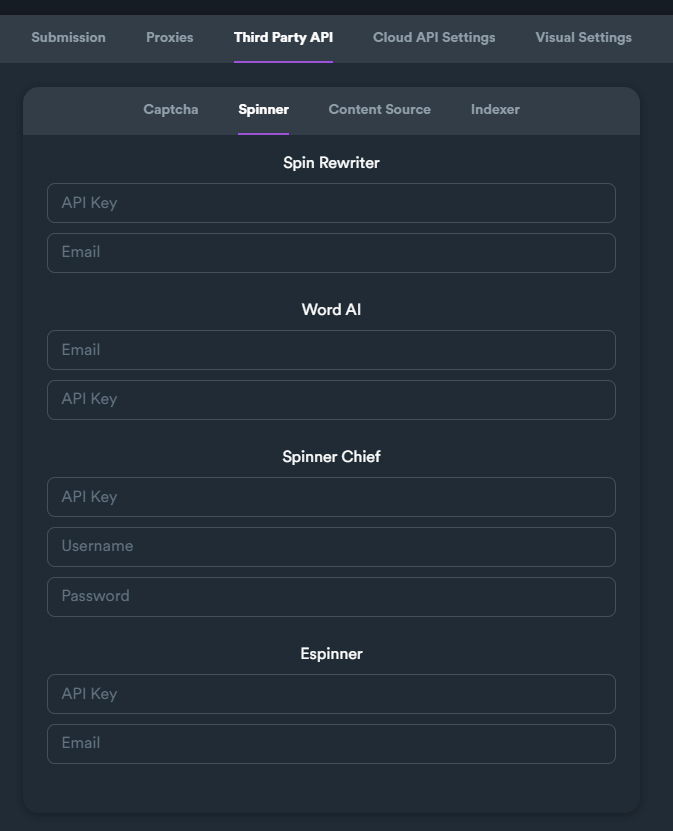 Submission Proxies Third Party API Cloud API Settings Visual Settings
Captcha Spinner Content Source Indexer
Spin Rewriter
API Key
Email
Word AI
Email
API Key
Spinner Chief
API Key
Username
Password
Espinner
API Key
Email